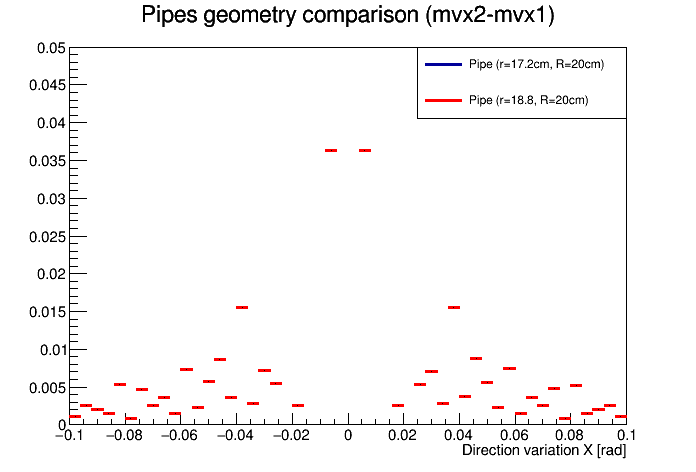 Pipes geometry comparison (mvx2-mvx1)
Pipe (r=17.2cm, R=20cm)
Pipe (r=18.8, R=20cm)
0.05
0.045
0.04
0.035
0.03
0.025
0.02
0.015
0.01
0.005
0
−0.1 −0.08 −0.06 −0.04 −0.02 0 0.02 0.04 0.06 0.08 0.1
Direction variation X [rad]